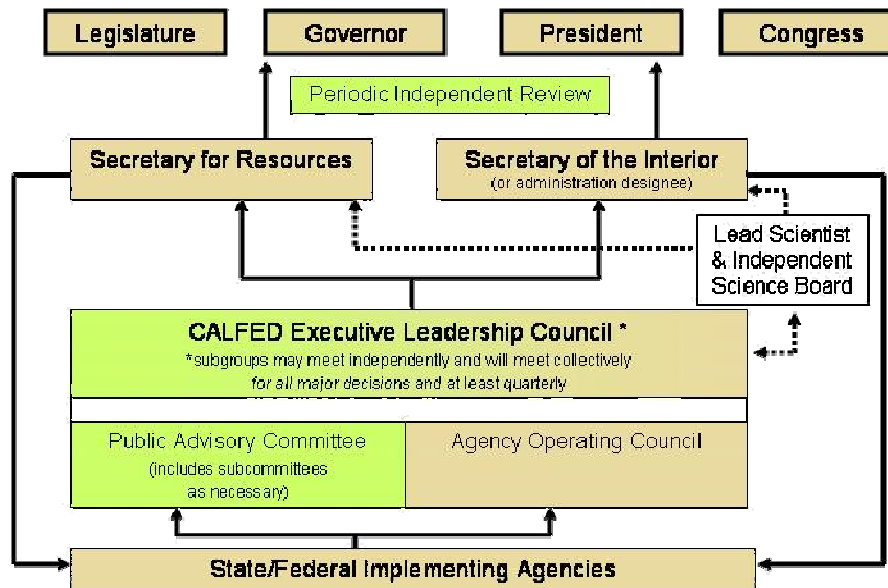 Legislature
Governor
President
Congress
Periodic Independent Review
Secretary for Resources
Secretary of the Interior
(or administration designee)
Lead Scientist
& Independent
Science Board
CALFED Executive Leadership Council *
*subgroups may meet independently and will meet collectively
for all major decisions and at least quarterly
Public Advisory Committee
(includes subcommittees
as necessary)
Agency Operating Council
State/Federal Implementing Agencies